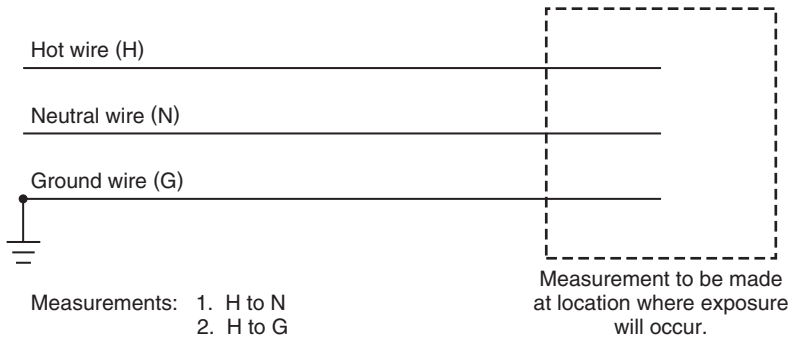 Hot wire (H)
Neutral wire (N)
Ground wire (G)
Measurements: 1. H to N
2. H to G
Measurement to be made
at location where exposure
will occur.